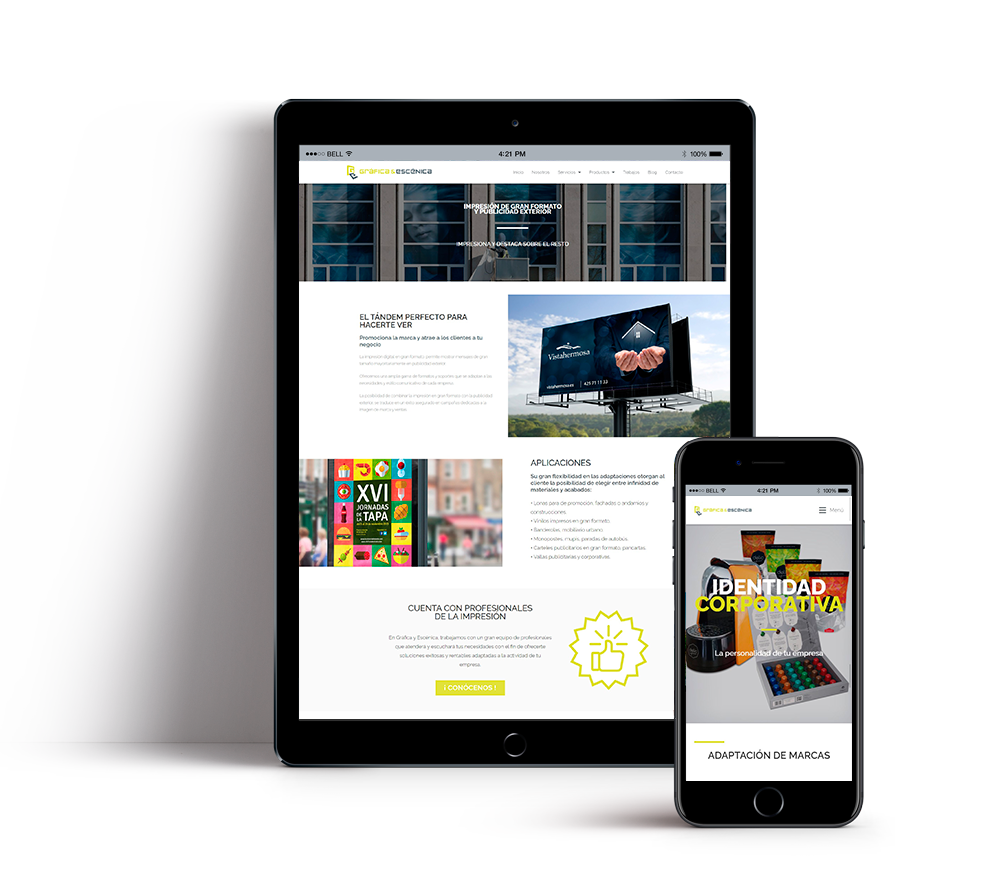 BELL 4:21 PM 100%
gráfica &escénica Inicio Nosotros Servicios Productos Trabajos Blog Contacto
IMPRESIÓN DE GRAN FORMATO
Y PUBLICIDAD EXTERIOR
IMPRESIONA Y DESTACA SOBRE EL RESTO
EL TÁNDEM PERFECTO PARA
HACERTE VER
Promociona la marca y atrae a los clientes a tu
negocio
Vistahermosa
vistahermosa.es 425 71 11 33
XVI
JORNADAS
DE LA
TAPA
APLICACIONES
Su gran flexibilidad en las adaptaciones otorgan al
cliente la posibilidad de elegir entre infinidad de
materiales y acabados:
• Lonas para de promoción, fachadas o andamios y
construcciones.
• Vinilos impresos en gran formato.
• Banderolas, mobiliario urbano.
• Monopostes, mupis, paradas de autobús.
• Carteles publicitarios en gran formato, pancartas.
• Vallas publicitarias y corporativas.
CUENTA CON PROFESIONALES
DE LA IMPRESIÓN
En Gráfica y Escénica, trabajamos con un gran equipo de profesionales
que atenderá y escuchará tus necesidades con el fin de ofrecerte
soluciones exitosas y rentables adaptadas a la actividad de tu
empresa.
¡ CONÓCENOS !
BELL 4:21 PM 100%
gráfica &escénica Menú
IDENTIDAD
CORPORATIVA
La personalidad de tu empresa
ADAPTACIÓN DE MARCAS